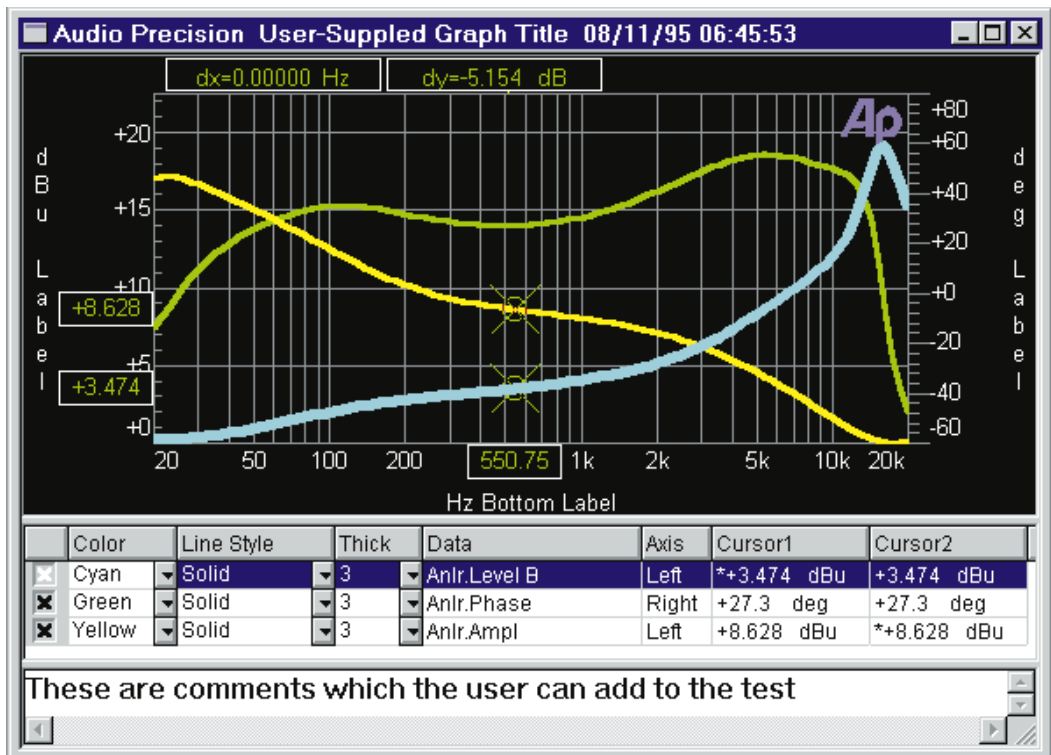 Audio Precision User-Suppled Graph Title 08/11/95 06:45:53
dx=0.00000 Hz dy=-5.154 dB
Ap
dBu Label
+20
+15
+10
+8.628
+5
+3.474
+0
+80
+60
+40
+20
+0
-20
-40
-60
deg Label
20 50 100 200 550.75 1k 2k 5k 10k 20k
Hz Bottom Label
Color Line Style Thick Data Axis Cursor1 Cursor2
Cyan Solid 3 Anlr.Level B Left *+3.474 dBu +3.474 dBu
Green Solid 3 Anlr.Phase Right +27.3 deg +27.3 deg
Yellow Solid 3 Anlr.Ampl Left +8.628 dBu *+8.628 dBu
These are comments which the user can add to the test